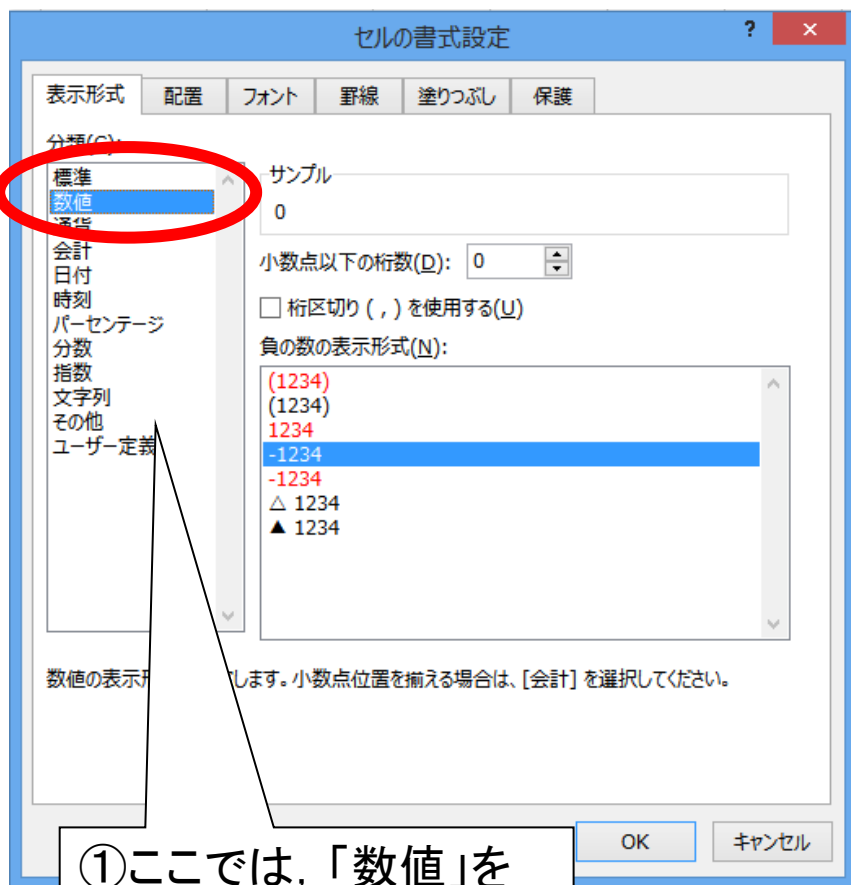 セルの書式設定
?
×
表示形式 配置 フォント 罫線 塗りつぶし 保護
標準
数値
会計
日付
時刻
パーセンテージ
分数
指数
文字列
その他
ユーザー定義
サンプル
0
小数点以下の桁数(D): 0
桁区切り ( , ) を使用する(U)
負の数の表示形式(N):
(1234)
(1234)
1234
-1234
-1234
△ 1234
▲ 1234
数値の表示 します。小数点位置を揃える場合は、[会計] を選択してください。
①ここでは,「数値」を
OK キャンセル